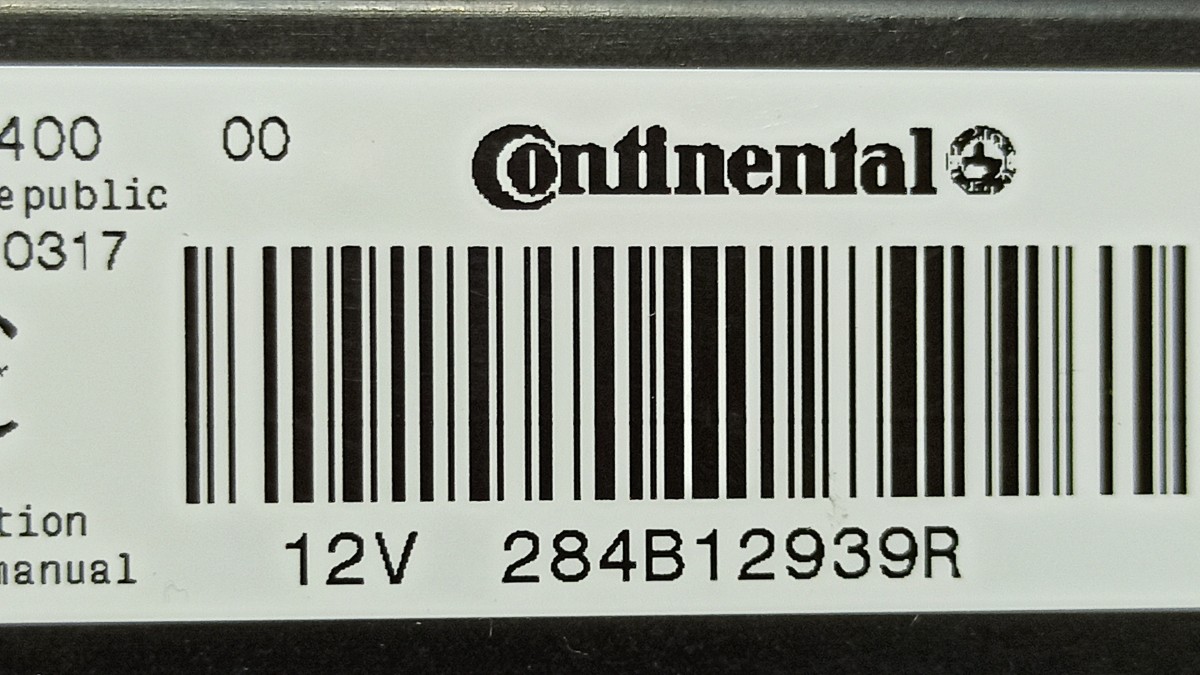 400 00
Continental
epublic
0317
tion
manual
12V 284B12939R